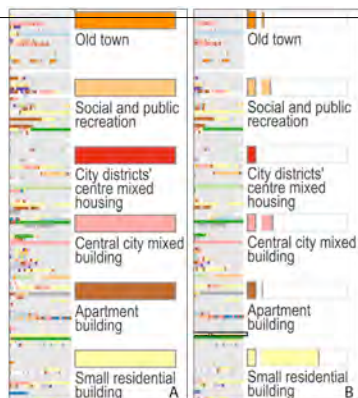 Old town
Social and public
recreation
City districts'
centre mixed
housing
Central city mixed
building
Apartment
building
Small residential
building
A
Old town
Social and public
recreation
City districts'
centre mixed
housing
Central city mixed
building
Apartment
building
Small residential
building
B